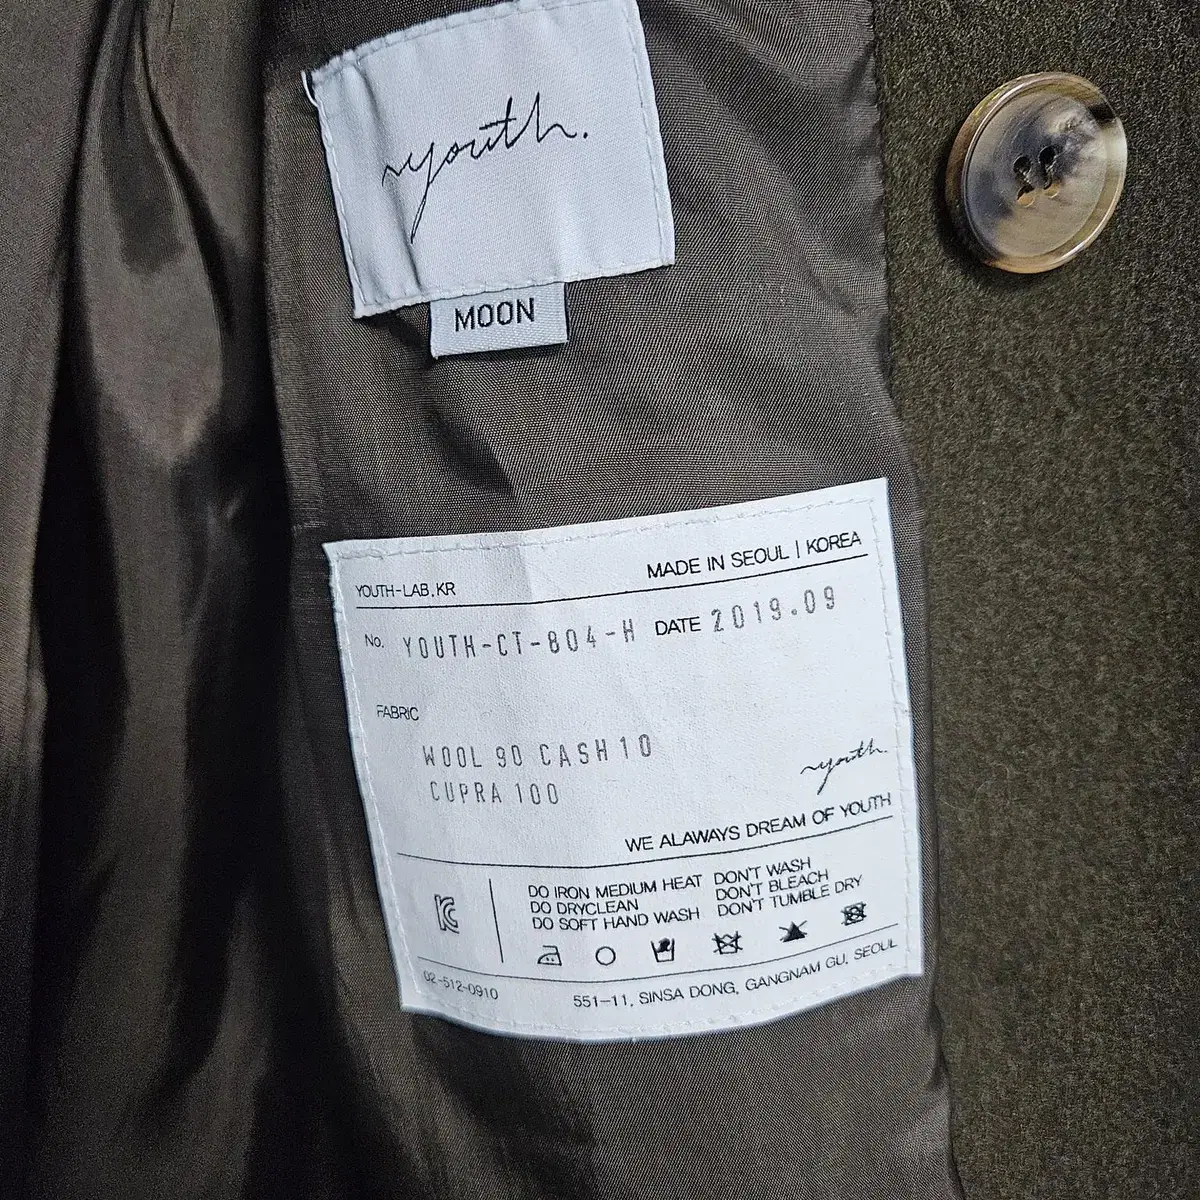 youth.
MOON
YOUTH-LAB.KR
MADE IN SEOUL | KOREA
No. YOUTH-CT-804-H DATE 2019.09
FABRIC
WOOL 90 CASH 10
CUPRA 100
youth.
WE ALAWAYS DREAM OF YOUTH
DO IRON MEDIUM HEAT DON'T WASH
DO DRYCLEAN DON'T BLEACH
DO SOFT HAND WASH DON'T TUMBLE DRY
02-512-0910
551-11, SINSA DONG, GANGNAM GU, SEOUL